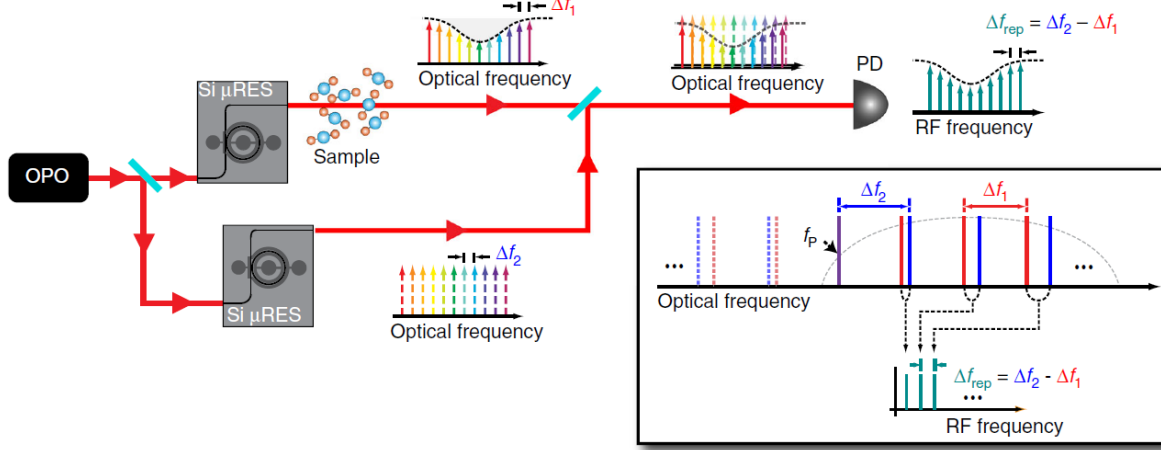 Δf1
Optical frequency
Optical frequency
Δfrep = Δf2 − Δf1
PD
RF frequency
Si μRES
Sample
OPO
Si μRES
Δf2
Optical frequency
Δf2
Δf1
fP
...
...
Optical frequency
Δfrep = Δf2 - Δf1
...
RF frequency